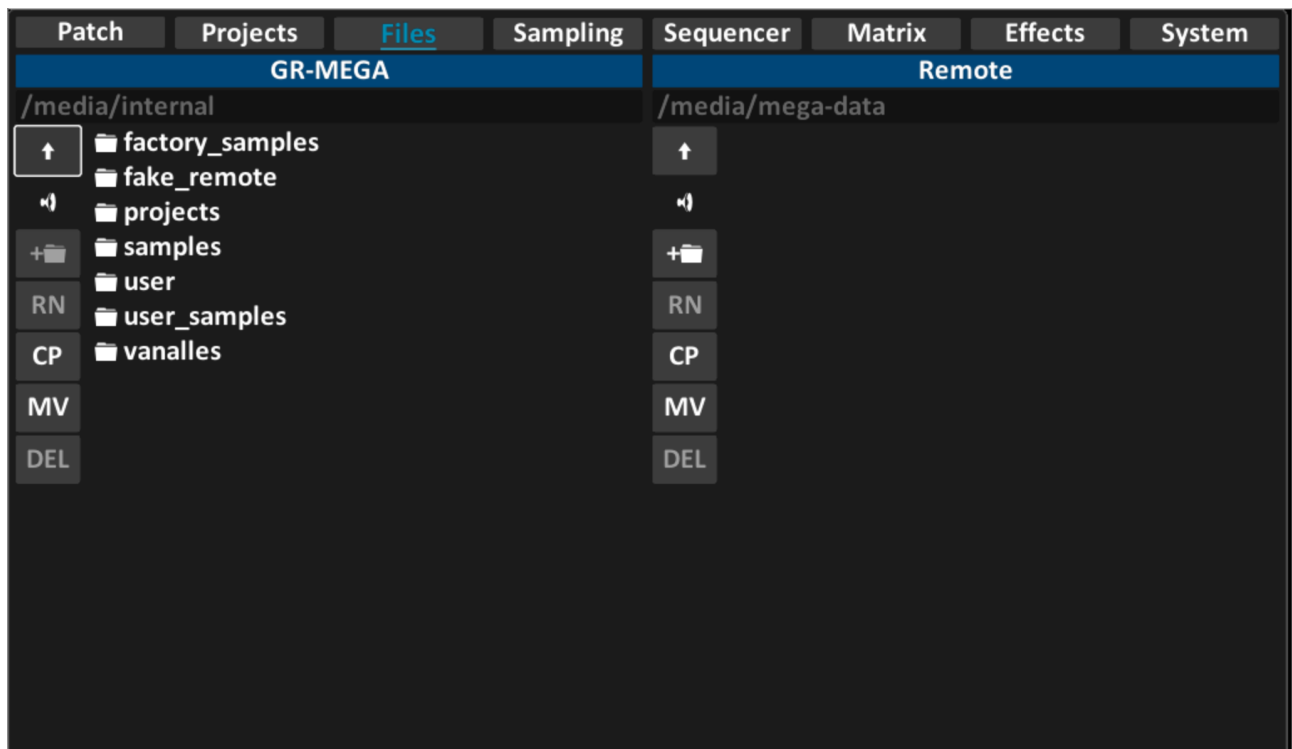 Patch Projects Files Sampling Sequencer Matrix Effects System
GR-MEGA
/media/internal
factory_samples
fake_remote
projects
samples
+
user
RN
user_samples
CP
vanalles
MV
DEL
Remote
/media/mega-data
+
RN
CP
MV
DEL